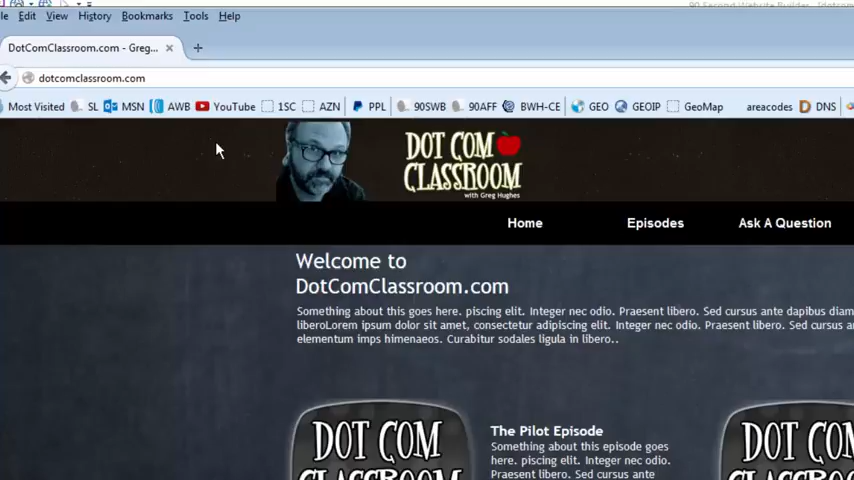 Edit View History Bookmarks Tools Help
DotComClassroom.com - Greg...
dotcomclassroom.com
Most Visited SL MSN AWB YouTube 1SC AZN PPL 90SWB 90AFF BWH-CE GEO GEOIP GeoMap areacodes DNS
DOT COM
CLASSROOM
with Greg Hughes
Home Episodes Ask A Question
Welcome to
DotComClassroom.com
Something about this goes here. piscing elit. Integer nec odio. Praesent libero. Sed cursus ante dapibus diam
liberoLorem ipsum dolor sit amet, consectetur adipiscing elit. Integer nec odio. Praesent libero. Sed cursus
elementum imps himenaeos. Curabitur sodales ligula in libero..
DOT COM
CLASSROOM
The Pilot Episode
Something about this episode goes
here. piscing elit. Integer nec odio.
Praesent libero. Sed cursus ante
DOT CO